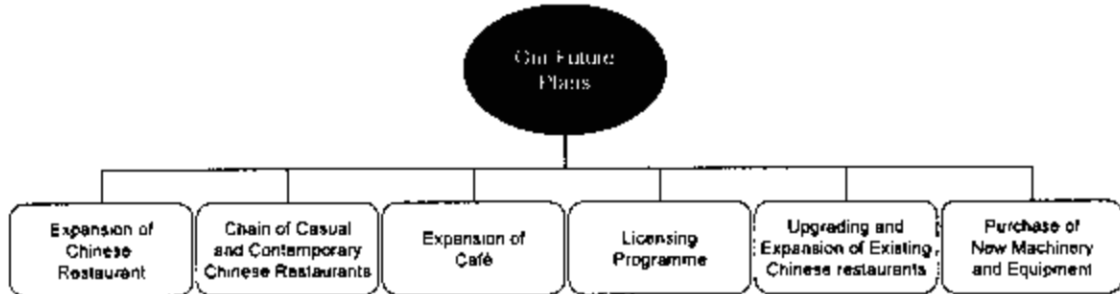 Our Future
Plans
Expansion of
Chinese
Restaurant
Chain of Casual
and Contemporary
Chinese Restaurants
Expansion of
Café
Licensing
Programme
Upgrading and
Expansion of Existing
Chinese restaurants
Purchase of
New Machinery
and Equipment